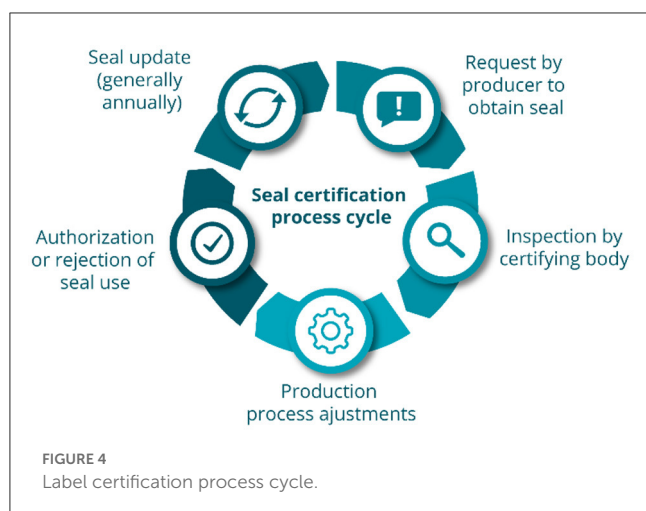 Seal update
(generally
annually)
Request by
producer to
obtain seal
!
Seal certification
process cycle
Authorization
or rejection of
seal use
Inspection by
certifying body
Production
process ajustments
FIGURE 4
Label certification process cycle.